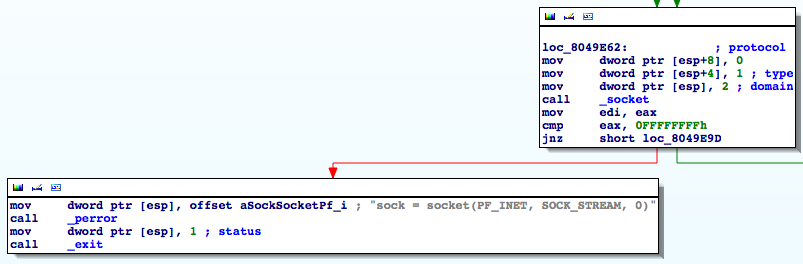 loc_8049E62: ; protocol
mov dword ptr [esp+8], 0
mov dword ptr [esp+4], 1 ; type
mov dword ptr [esp], 2 ; domain
call _socket
mov edi, eax
cmp eax, 0FFFFFFFFh
jnz short loc_8049E9D
mov dword ptr [esp], offset aSockSocketPf_i ; "sock = socket(PF_INET, SOCK_STREAM, 0)"
call _perror
mov dword ptr [esp], 1 ; status
call _exit